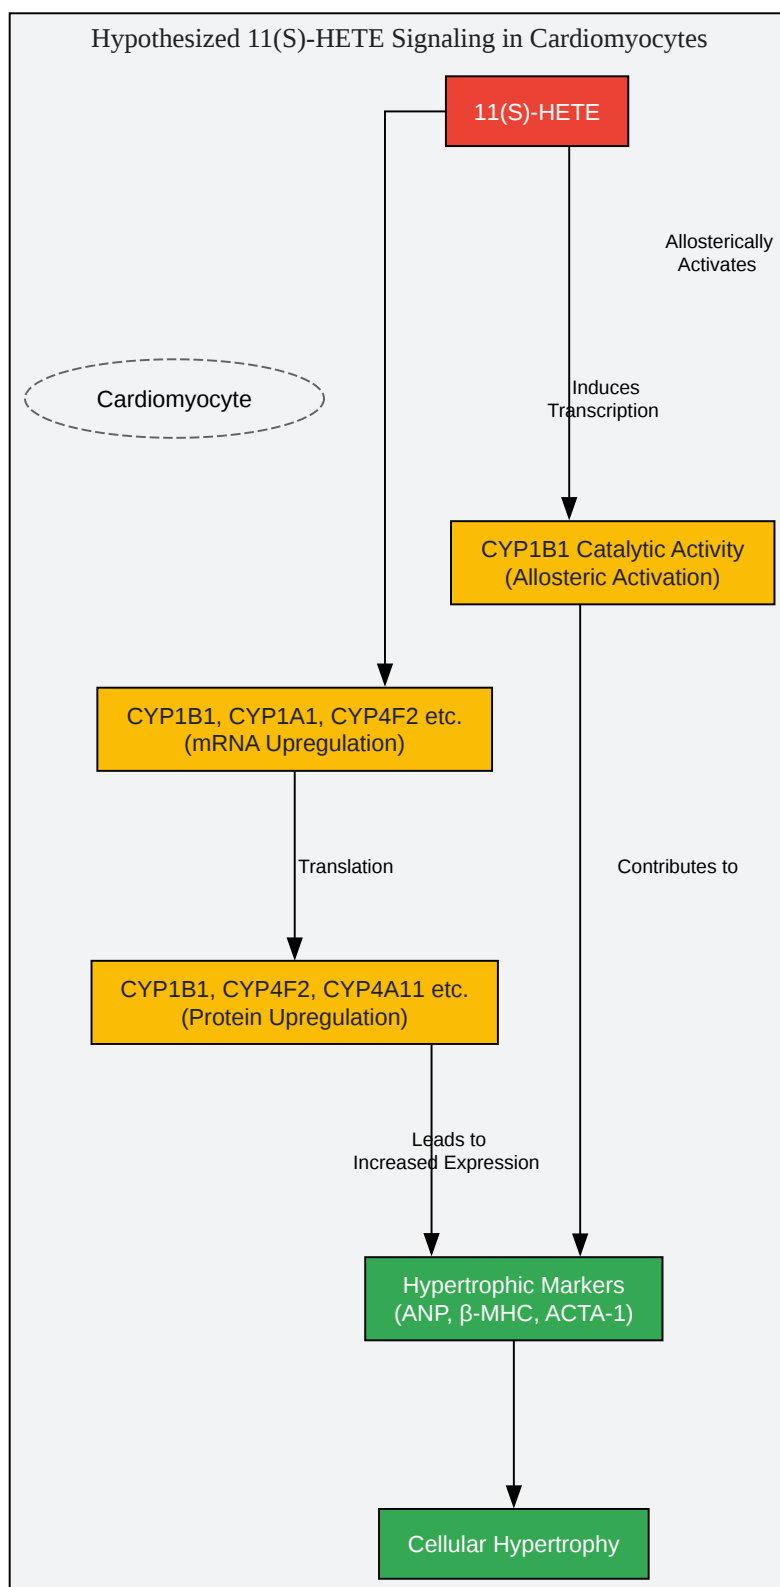 Hypothesized 11(S)-HETE Signaling in Cardiomyocytes
11(S)-HETE
Allosterically
Activates
Induces
Transcription
Cardiomyocyte
CYP1B1 Catalytic Activity
(Allosteric Activation)
CYP1B1, CYP1A1, CYP4F2 etc.
(mRNA Upregulation)
Translation
Contributes to
CYP1B1, CYP4F2, CYP4A11 etc.
(Protein Upregulation)
Leads to
Increased Expression
Hypertrophic Markers
(ANP, β-MHC, ACTA-1)
Cellular Hypertrophy